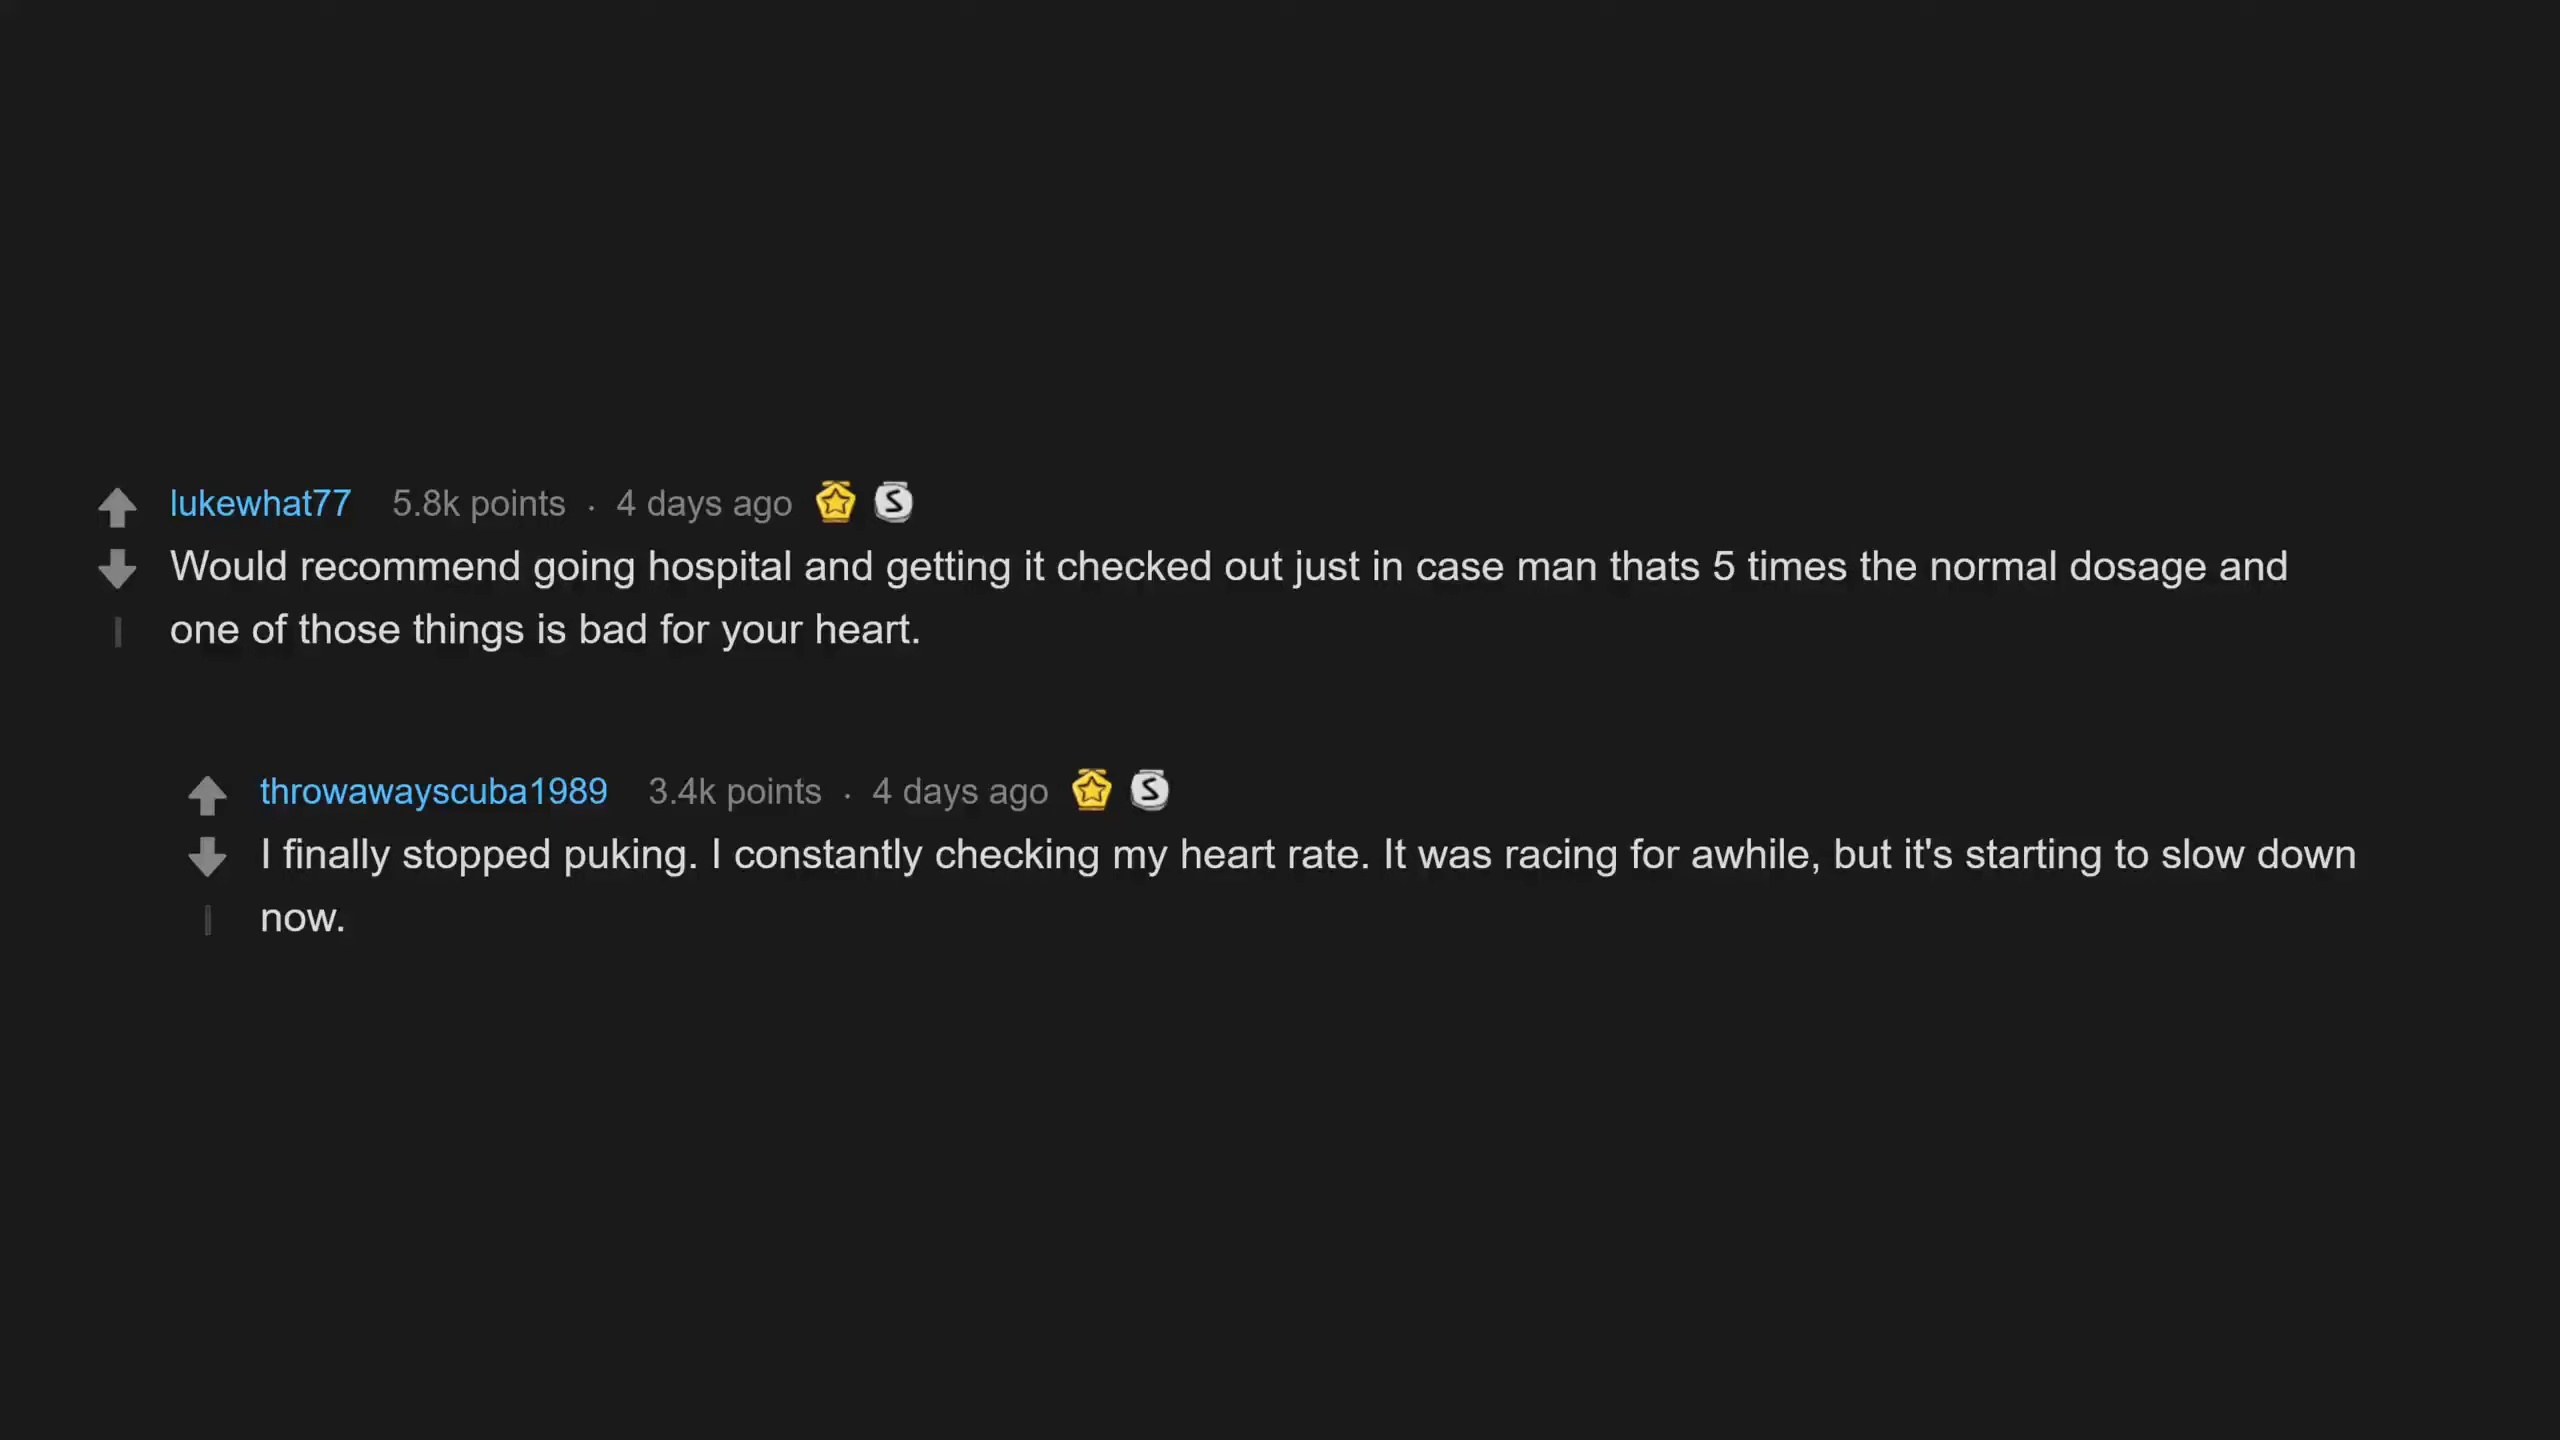 lukewhat77 5.8k points · 4 days ago
Would recommend going hospital and getting it checked out just in case man thats 5 times the normal dosage and
one of those things is bad for your heart.
throwawayscuba1989 3.4k points · 4 days ago
I finally stopped puking. I constantly checking my heart rate. It was racing for awhile, but it's starting to slow down
now.